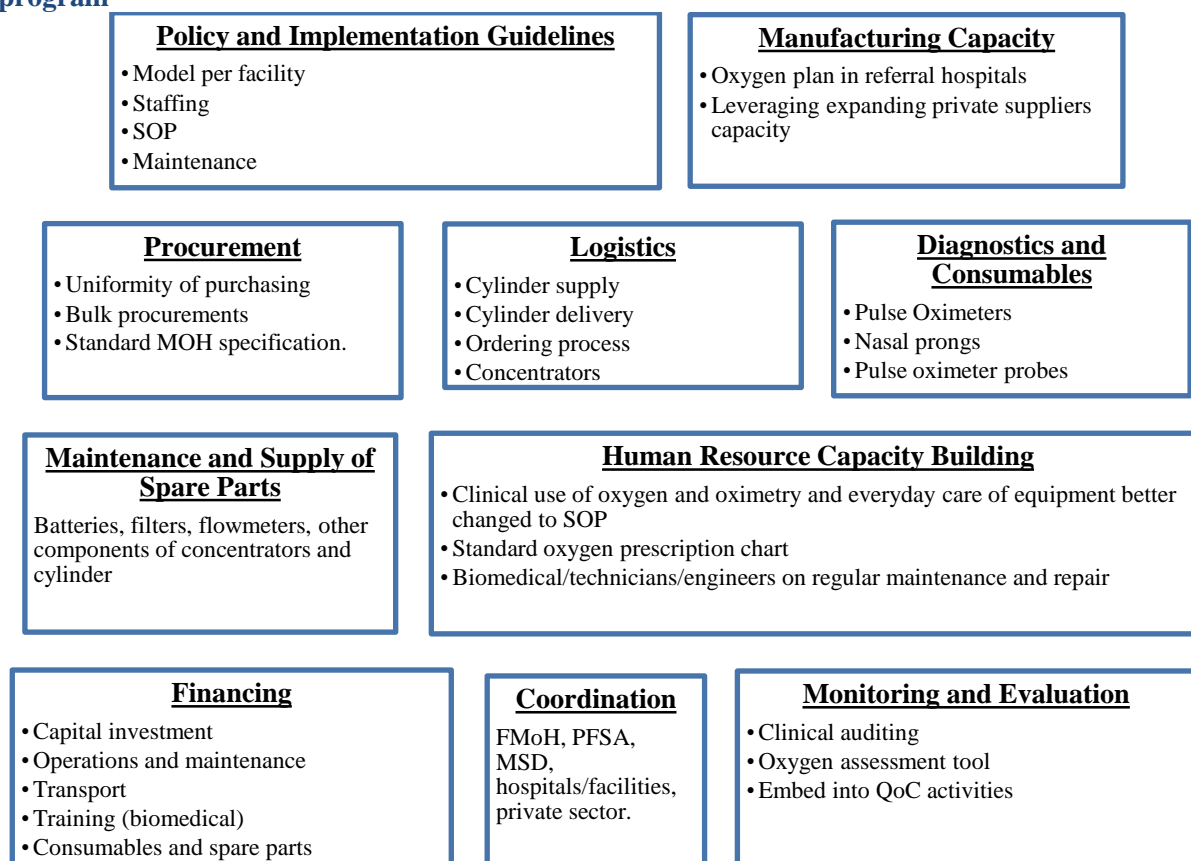 program
Policy and Implementation Guidelines
• Model per facility
• Staffing
• SOP
• Maintenance
Manufacturing Capacity
• Oxygen plan in referral hospitals
• Leveraging expanding private suppliers
capacity
Procurement
• Uniformity of purchasing
• Bulk procurements
• Standard MOH specification.
Logistics
• Cylinder supply
• Cylinder delivery
• Ordering process
• Concentrators
Diagnostics and
Consumables
• Pulse Oximeters
• Nasal prongs
• Pulse oximeter probes
Maintenance and Supply of
Spare Parts
Batteries, filters, flowmeters, other
components of concentrators and
cylinder
Human Resource Capacity Building
• Clinical use of oxygen and oximetry and everyday care of equipment better
changed to SOP
• Standard oxygen prescription chart
• Biomedical/technicians/engineers on regular maintenance and repair
Financing
• Capital investment
• Operations and maintenance
• Transport
• Training (biomedical)
• Consumables and spare parts
Coordination
FMoH, PFSA,
MSD,
hospitals/facilities,
private sector.
Monitoring and Evaluation
• Clinical auditing
• Oxygen assessment tool
• Embed into QoC activities